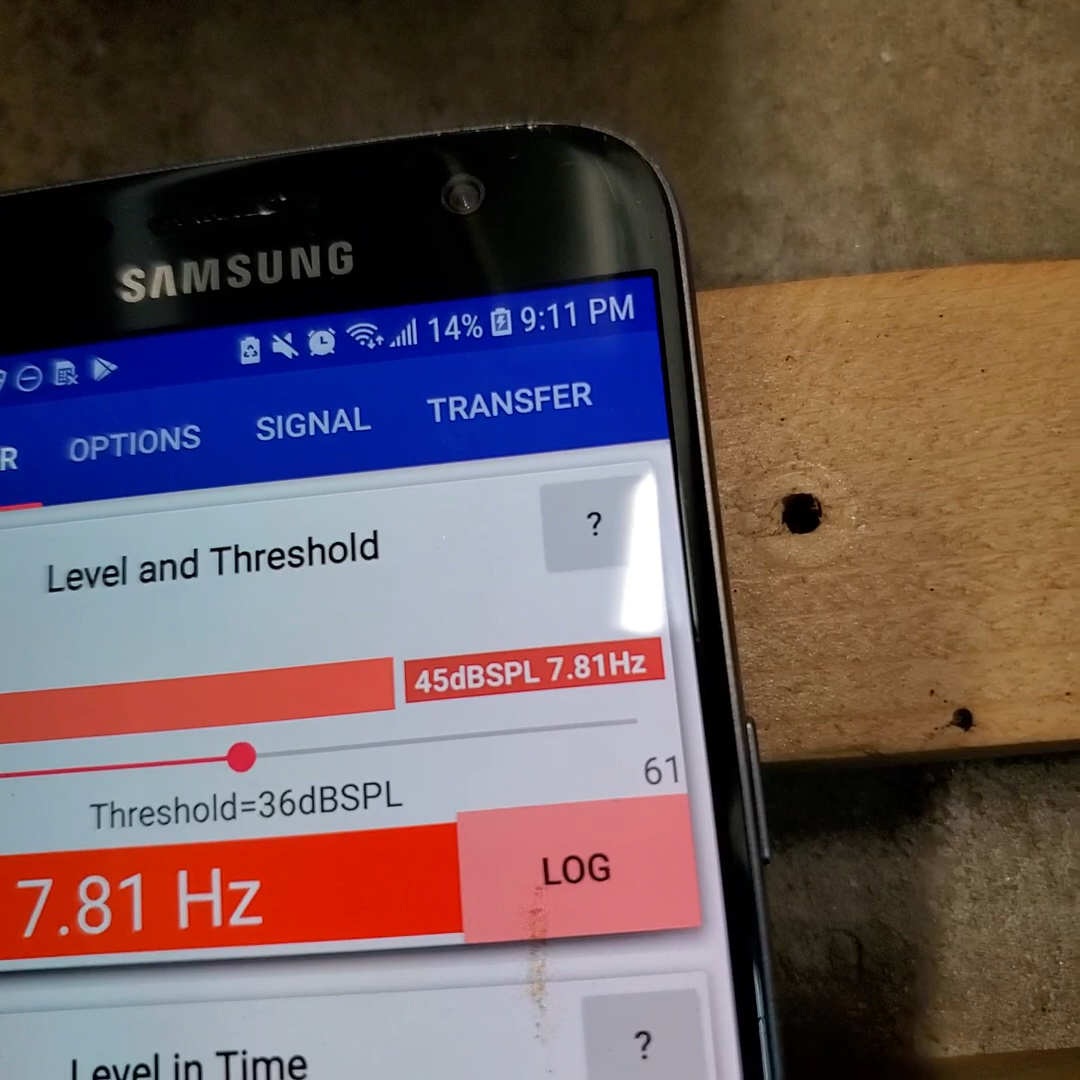 SAMSUNG
14% 9:11 PM
R OPTIONS SIGNAL TRANSFER
Level and Threshold
?
45dBSPL 7.81Hz
61
Threshold=36dBSPL
7.81 Hz
LOG
Level in Time
?